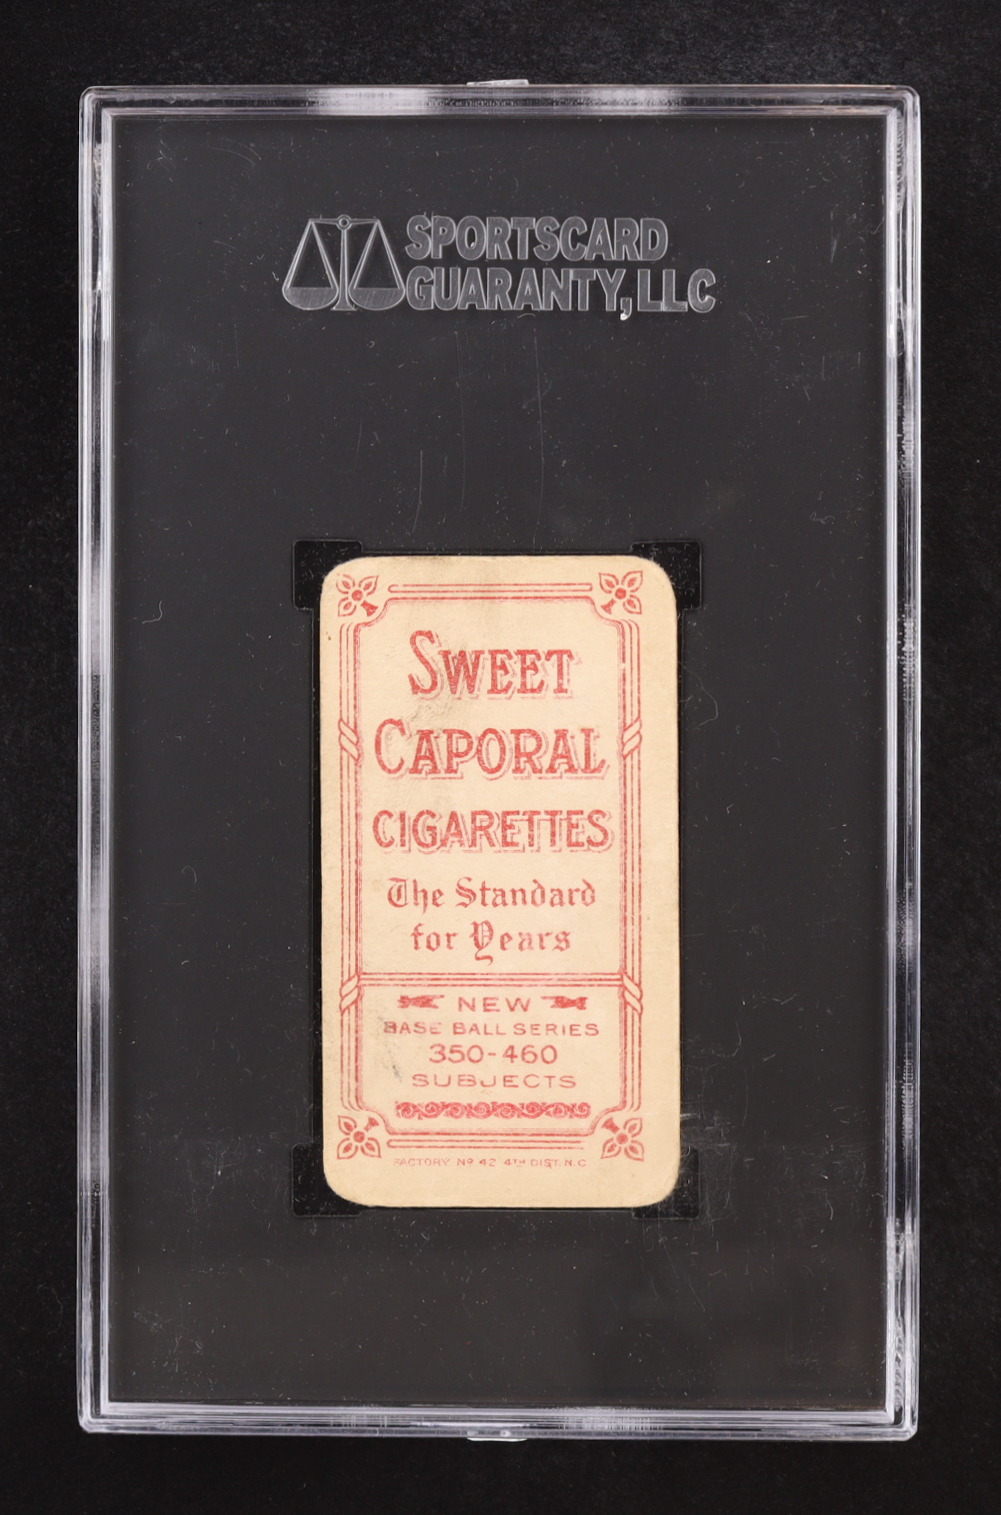 SPORTSCARD
GUARANTY, LLC
SWEET
CAPORAL
CIGARETTES
The Standard
for Years
NEW
BASE BALL SERIES
350-460
SUBJECTS
FACTORY Nº 42 4TH DIST. N.C